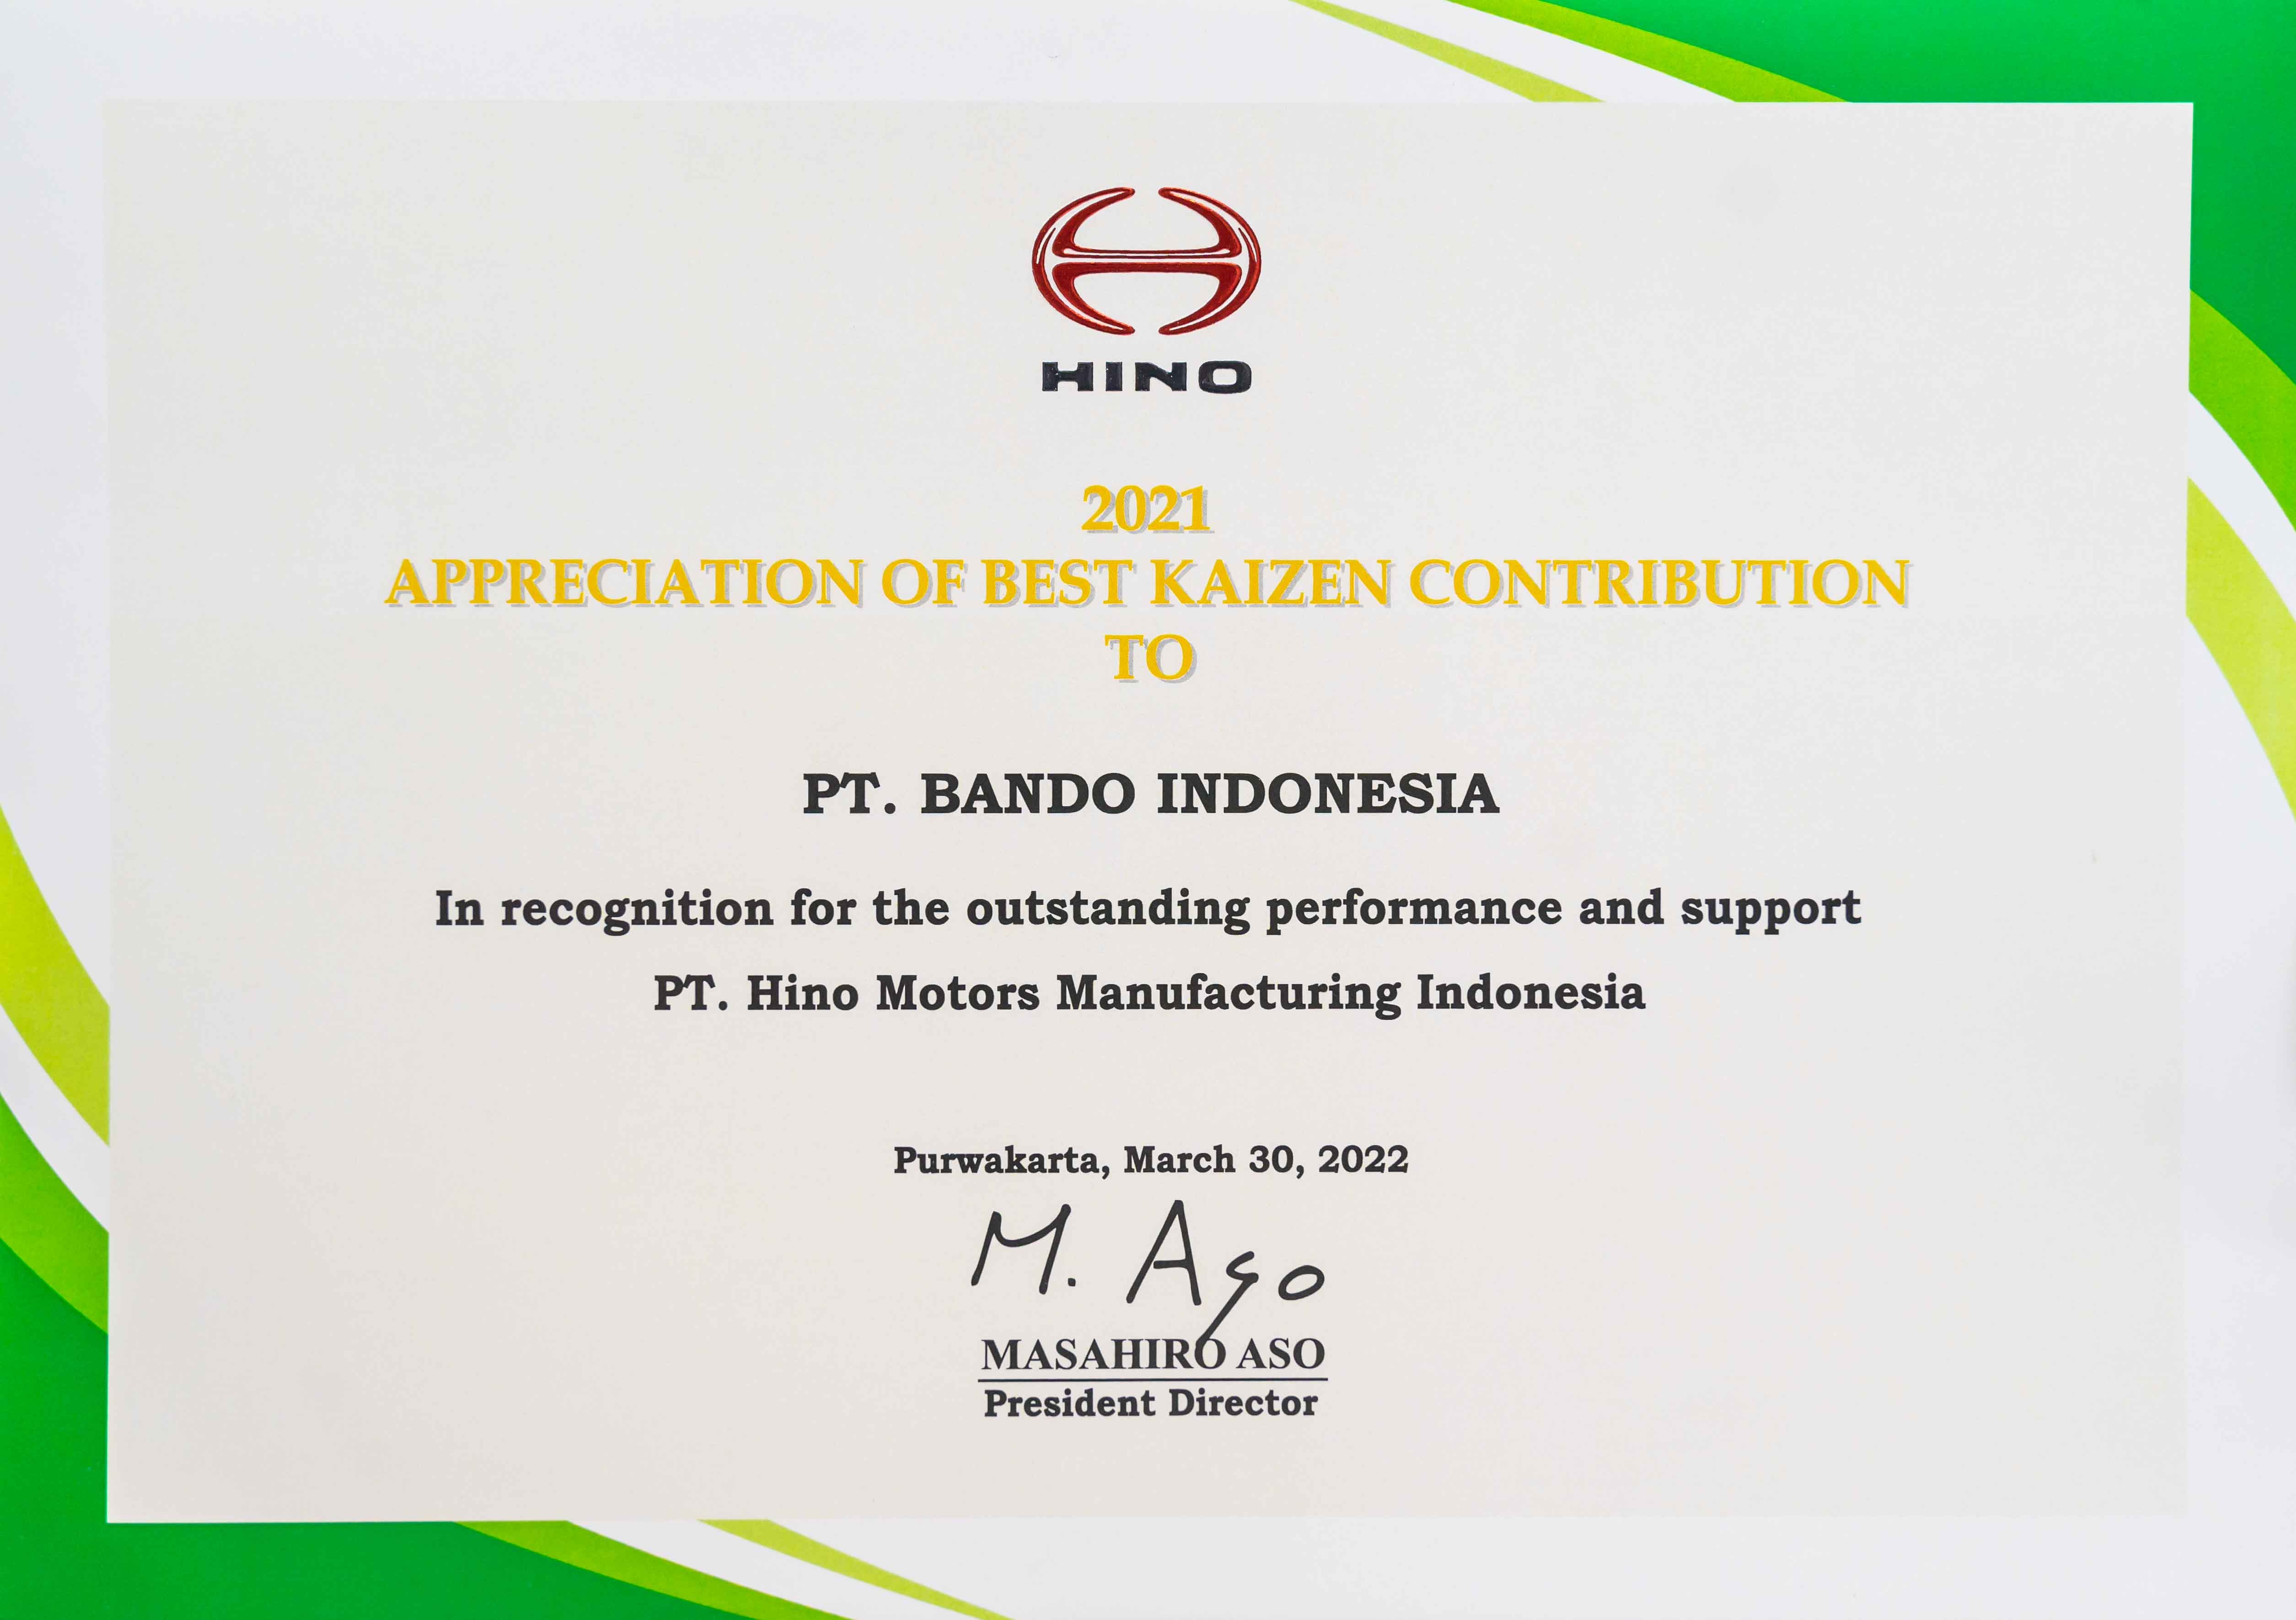 HINO
2021
APPRECIATION OF BEST KAIZEN CONTRIBUTION
TO
PT. BANDO INDONESIA
In recognition for the outstanding performance and support
PT. Hino Motors Manufacturing Indonesia
Purwakarta, March 30, 2022
M. Aso
MASAHIRO ASO
President Director